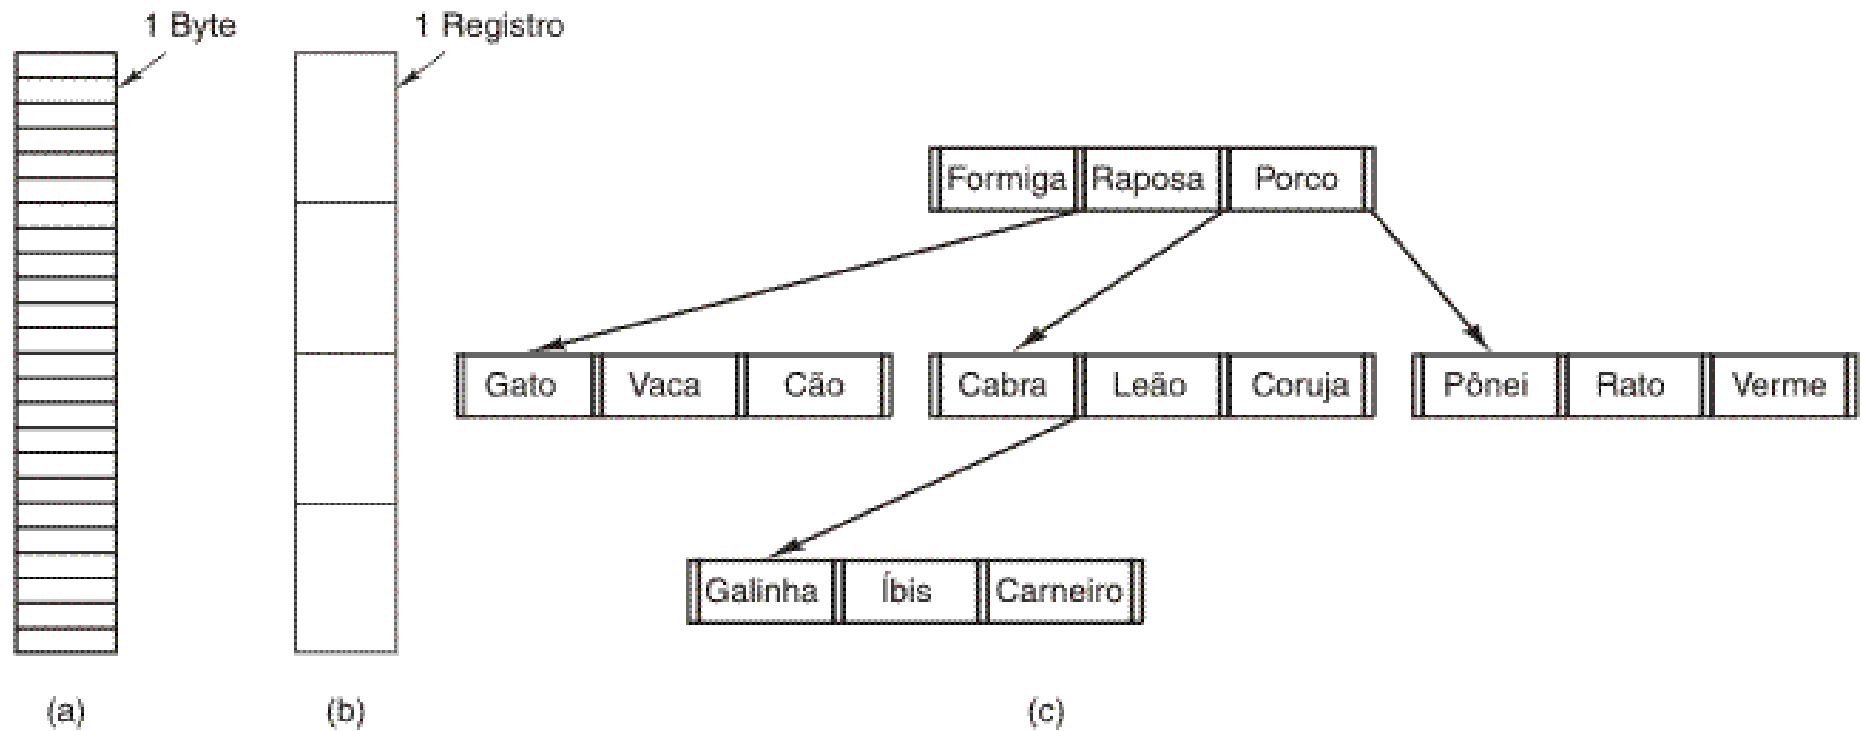 1 Byte
1 Registro
Formiga Raposa Porco
Gato Vaca Cão Cabra Leão Coruja Pônei Rato Verme
Galinha Íbis Carneiro
(a) (b) (c)